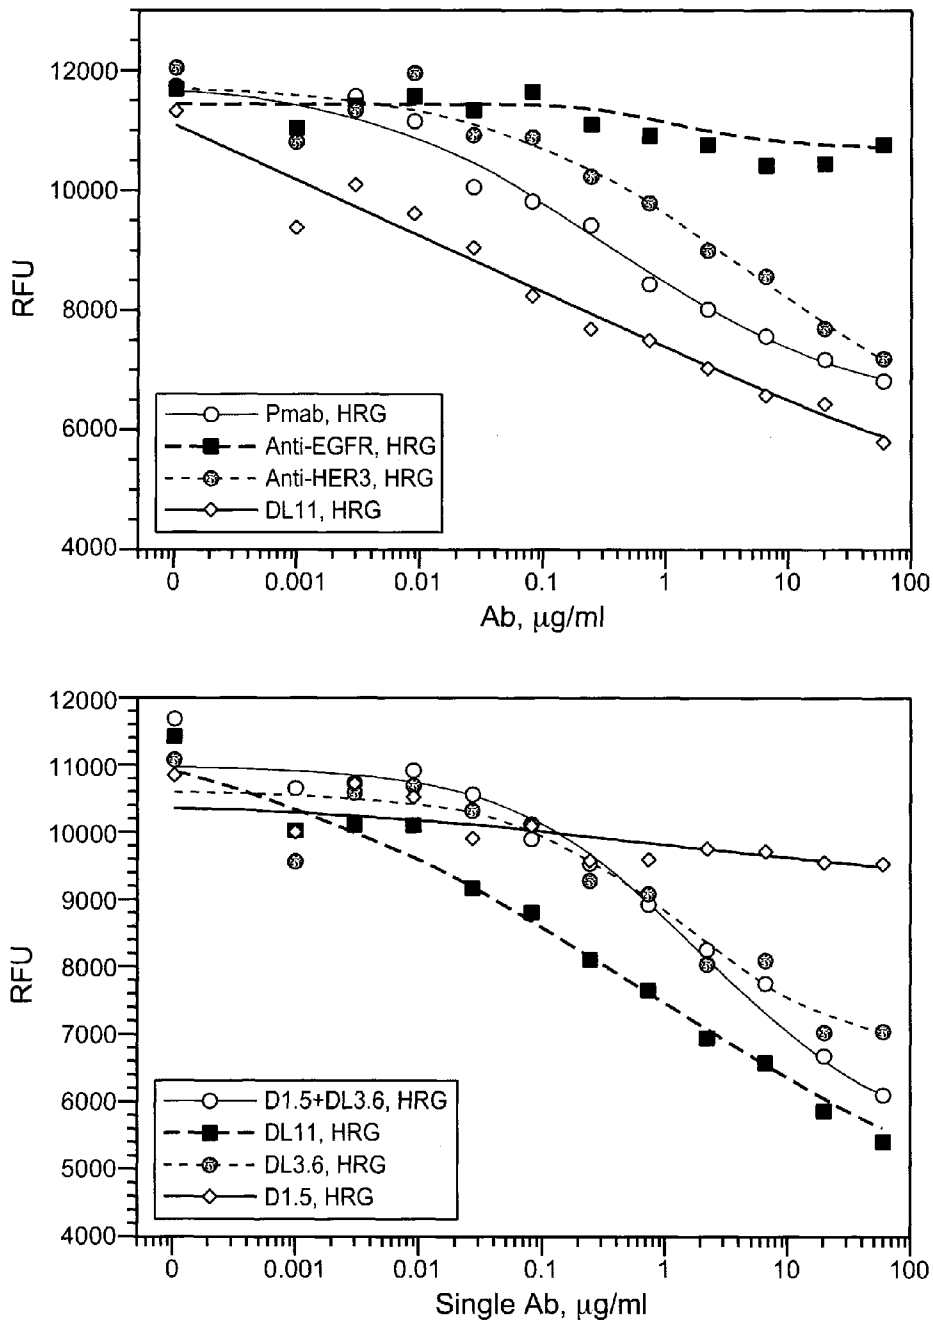 12000
10000
8000
6000
4000
RFU
Pmab, HRG
Anti-EGFR, HRG
Anti-HER3, HRG
DL11, HRG
0 0.001 0.01 0.1 1 10 100
Ab, μg/ml
12000
11000
10000
9000
8000
7000
6000
5000
4000
RFU
D1.5+DL3.6, HRG
DL11, HRG
DL3.6, HRG
D1.5, HRG
0 0.001 0.01 0.1 1 10 100
Single Ab, μg/ml